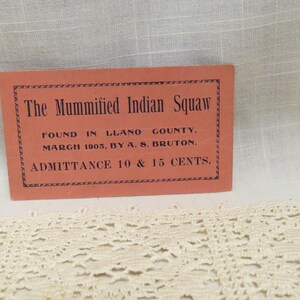 The Mummified Indian Squaw
FOUND IN LLANO COUNTY,
MARCH 1905, BY A. S. BRUTON.
ADMITTANCE 10 & 15 CENTS.